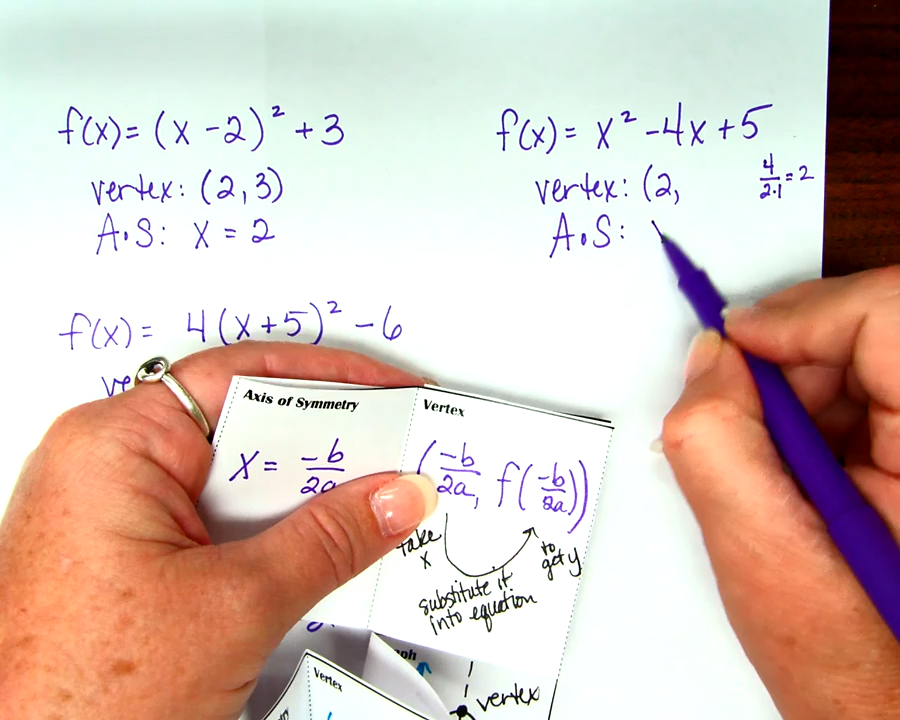 f(x) = (x - 2)² + 3
vertex: (2, 3)
A.S: x = 2
f(x) = x² - 4x + 5
vertex: (2,
4/2·1 = 2
A.S:
f(x) = 4(x + 5)² - 6
ve
Axis of Symmetry
x = -b/2a
Vertex
(-b/2a, f(-b/2a))
take
x
substitute it
into equation
to
get y
Vertex
vertex